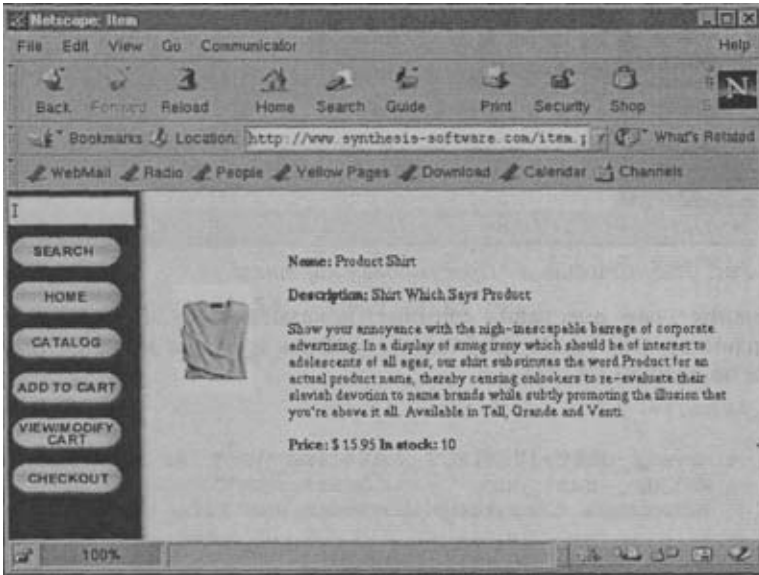 Netscape: Item
File Edit View Go Communicator Help
Back Forward Reload Home Search Guide Print Security Shop S
N
Bookmarks Location: http://www.synthesis-software.com/item.j What's Related
WebMail Radio People Yellow Pages Download Calendar Channels
SEARCH
HOME
CATALOG
ADD TO CART
VIEW/MODIFY
CART
CHECKOUT
Name: Product Shirt
Description: Shirt Which Says Product
Show your annoyance with the nigh-inescapable barrage of corporate
advertising. In a display of smug irony which should be of interest to
adolescents of all ages, our shirt substitutes the word Product for an
actual product name, thereby causing onlookers to re-evaluate their
slavish devotion to name brands while subtly promoting the illusion that
you're above it all. Available in Tall, Grande and Venti.
Price: $15.95 In stock: 10
100%